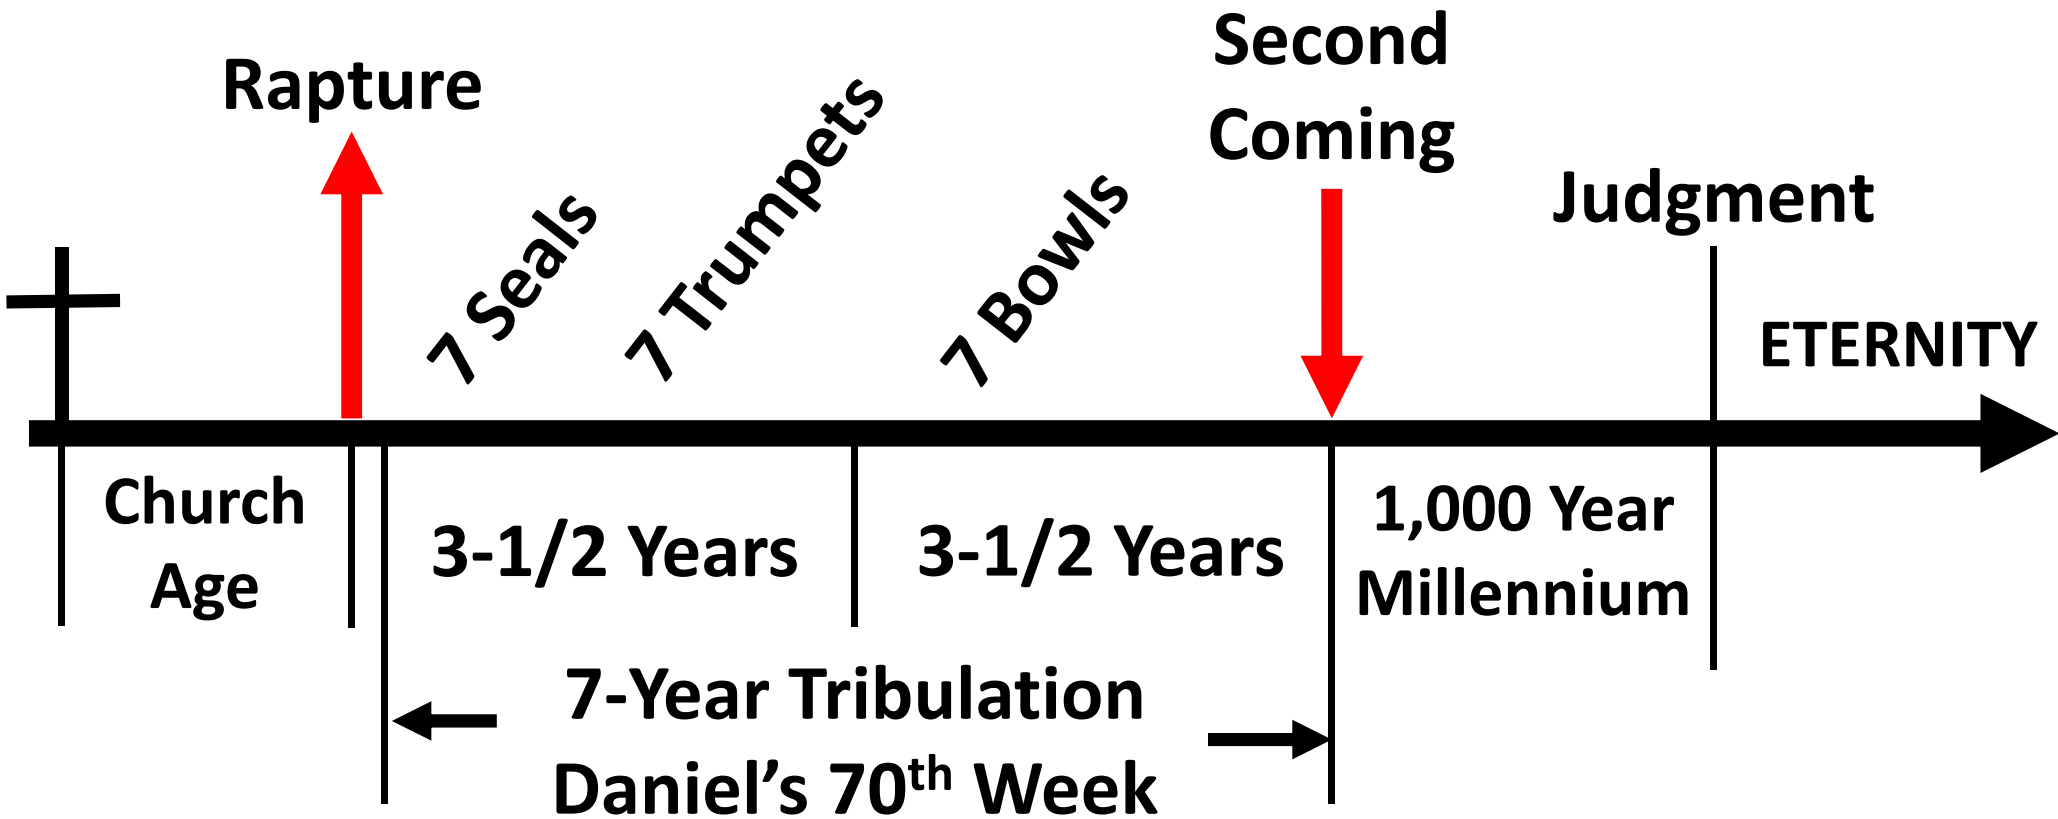 Rapture
7 Seals
7 Trumpets
7 Bowls
Second
Coming
Judgment
ETERNITY
Church
Age
3-1/2 Years
3-1/2 Years
1,000 Year
Millennium
7-Year Tribulation
Daniel’s 70th Week